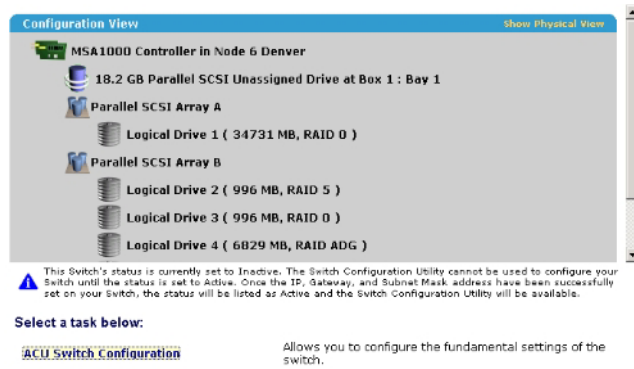 Configuration View
Show Physical View
MSA1000 Controller in Node 6 Denver
18.2 GB Parallel SCSI Unassigned Drive at Box 1 : Bay 1
Parallel SCSI Array A
Logical Drive 1 ( 34731 MB, RAID 0 )
Parallel SCSI Array B
Logical Drive 2 ( 996 MB, RAID 5 )
Logical Drive 3 ( 996 MB, RAID 0 )
Logical Drive 4 ( 6829 MB, RAID ADG )
This Switch's status is currently set to Inactive. The Switch Configuration Utility cannot be used to configure your
Switch until the status is set to Active. Once the IP, Gateway, and Subnet Mask address have been successfully
set on your Switch, the status will be listed as Active and the Switch Configuration Utility will be available.
Select a task below:
ACU Switch Configuration
Allows you to configure the fundamental settings of the
switch.